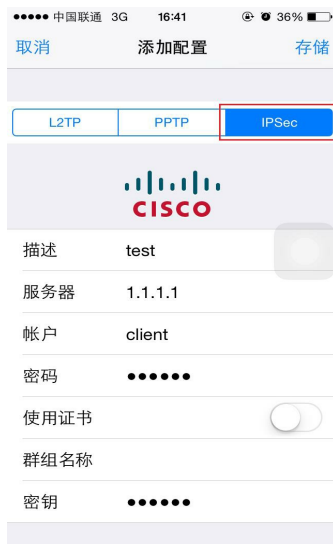 中国联通 3G 16:41 36%
取消 添加配置 存储
L2TP PPTP IPSec
CISCO
描述 test
服务器 1.1.1.1
帐户 client
密码 ●●●●●●
使用证书
群组名称
密钥 ●●●●●●